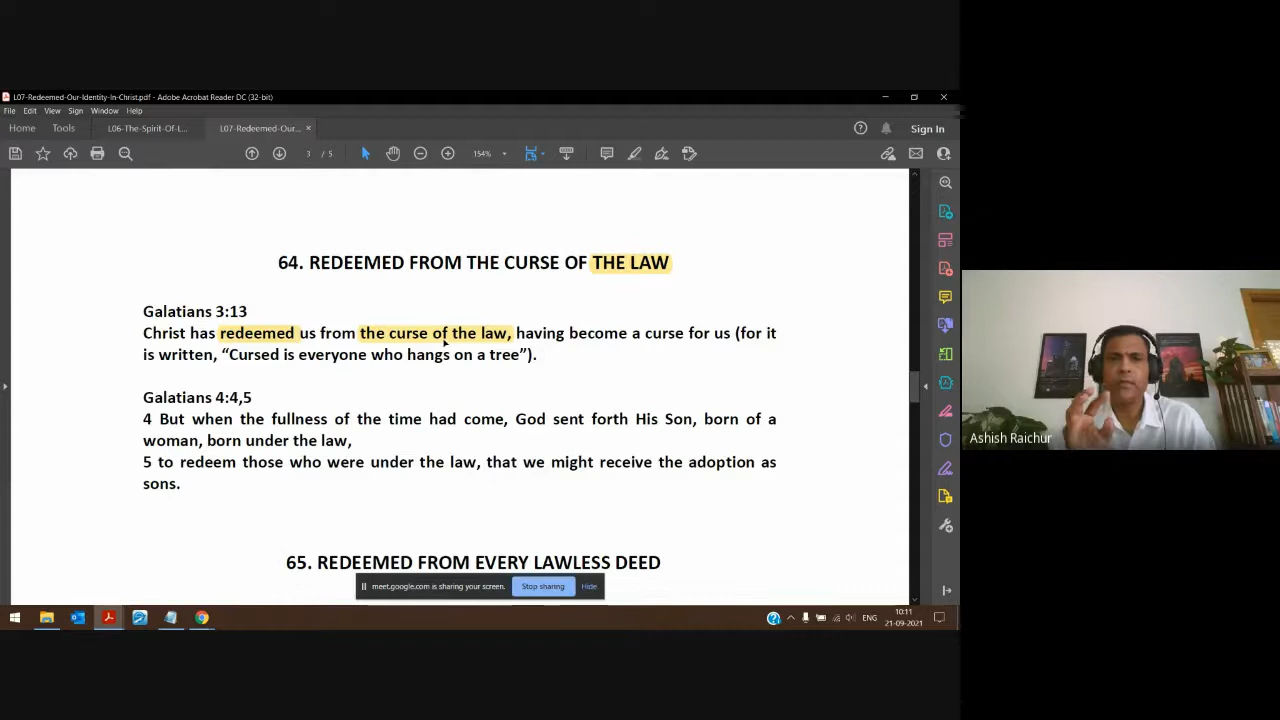 L07-Redeemed-Our-Identity-In-Christ.pdf - Adobe Acrobat Reader DC (32-bit)
File Edit View Sign Window Help
Home Tools L06-The-Spirit-Of-L... L07-Redeemed-Our... × Sign In
3 / 5 154%
64. REDEEMED FROM THE CURSE OF THE LAW
Galatians 3:13
Christ has redeemed us from the curse of the law, having become a curse for us (for it
is written, “Cursed is everyone who hangs on a tree”).
Galatians 4:4,5
4 But when the fullness of the time had come, God sent forth His Son, born of a
woman, born under the law,
5 to redeem those who were under the law, that we might receive the adoption as
sons.
65. REDEEMED FROM EVERY LAWLESS DEED
meet.google.com is sharing your screen. Stop sharing Hide
Ashish Raichur
ENG
10:11
21-09-2021